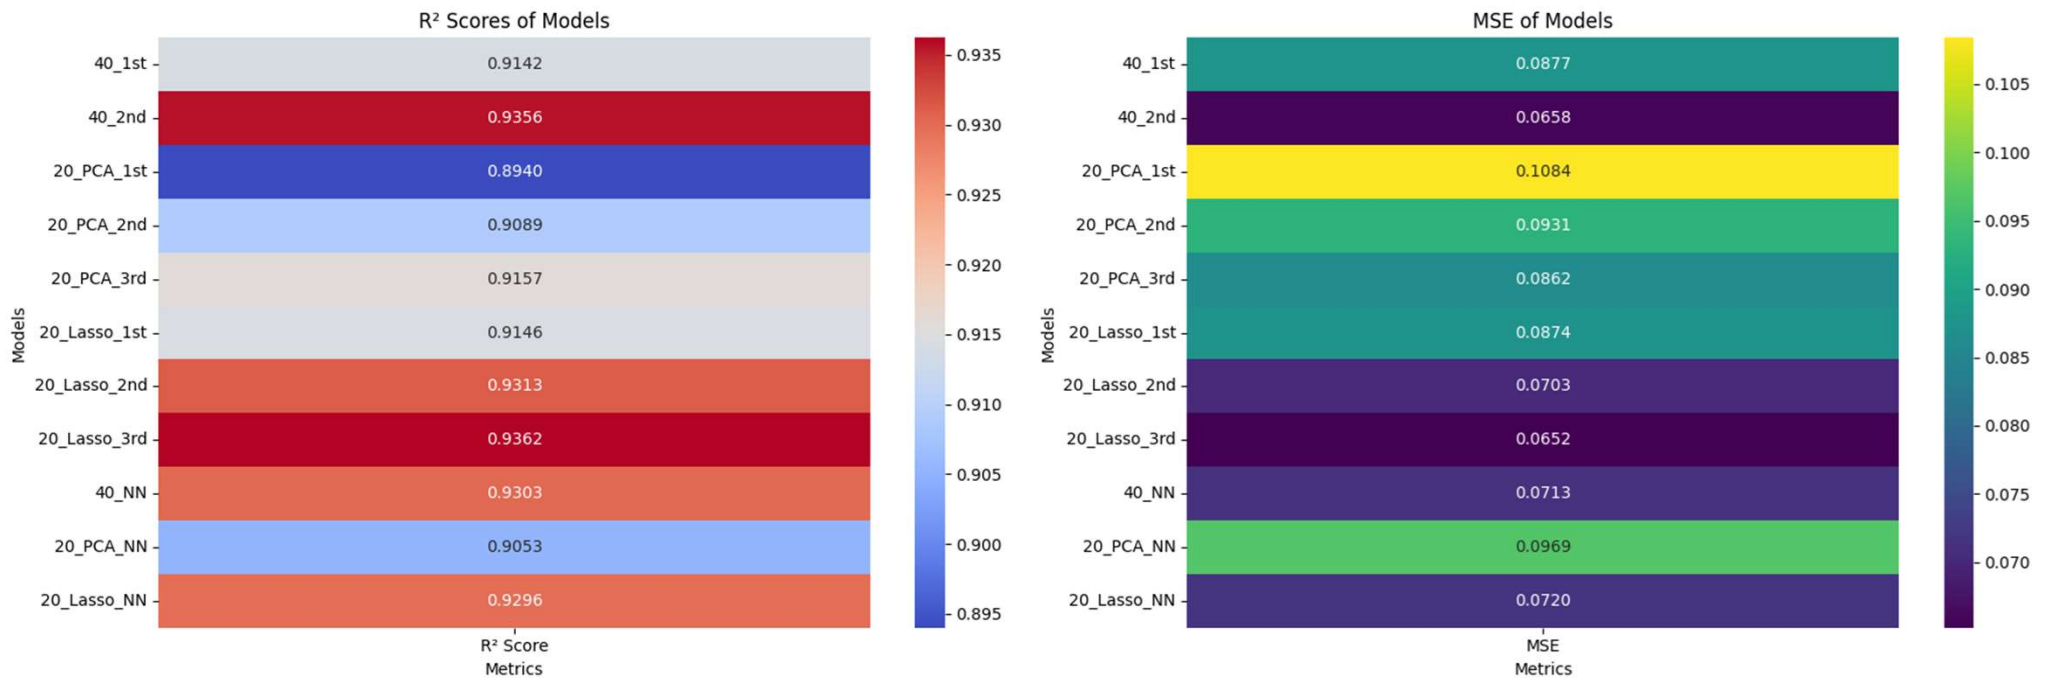 R² Scores of Models
40_1st
0.9142
40_2nd
0.9356
20_PCA_1st
0.8940
20_PCA_2nd
0.9089
20_PCA_3rd
0.9157
20_Lasso_1st
0.9146
20_Lasso_2nd
0.9313
20_Lasso_3rd
0.9362
40_NN
0.9303
20_PCA_NN
0.9053
20_Lasso_NN
0.9296
Models
R² Score
Metrics
0.935
0.930
0.925
0.920
0.915
0.910
0.905
0.900
0.895
MSE of Models
40_1st
0.0877
40_2nd
0.0658
20_PCA_1st
0.1084
20_PCA_2nd
0.0931
20_PCA_3rd
0.0862
20_Lasso_1st
0.0874
20_Lasso_2nd
0.0703
20_Lasso_3rd
0.0652
40_NN
0.0713
20_PCA_NN
0.0969
20_Lasso_NN
0.0720
Models
MSE
Metrics
0.105
0.100
0.095
0.090
0.085
0.080
0.075
0.070